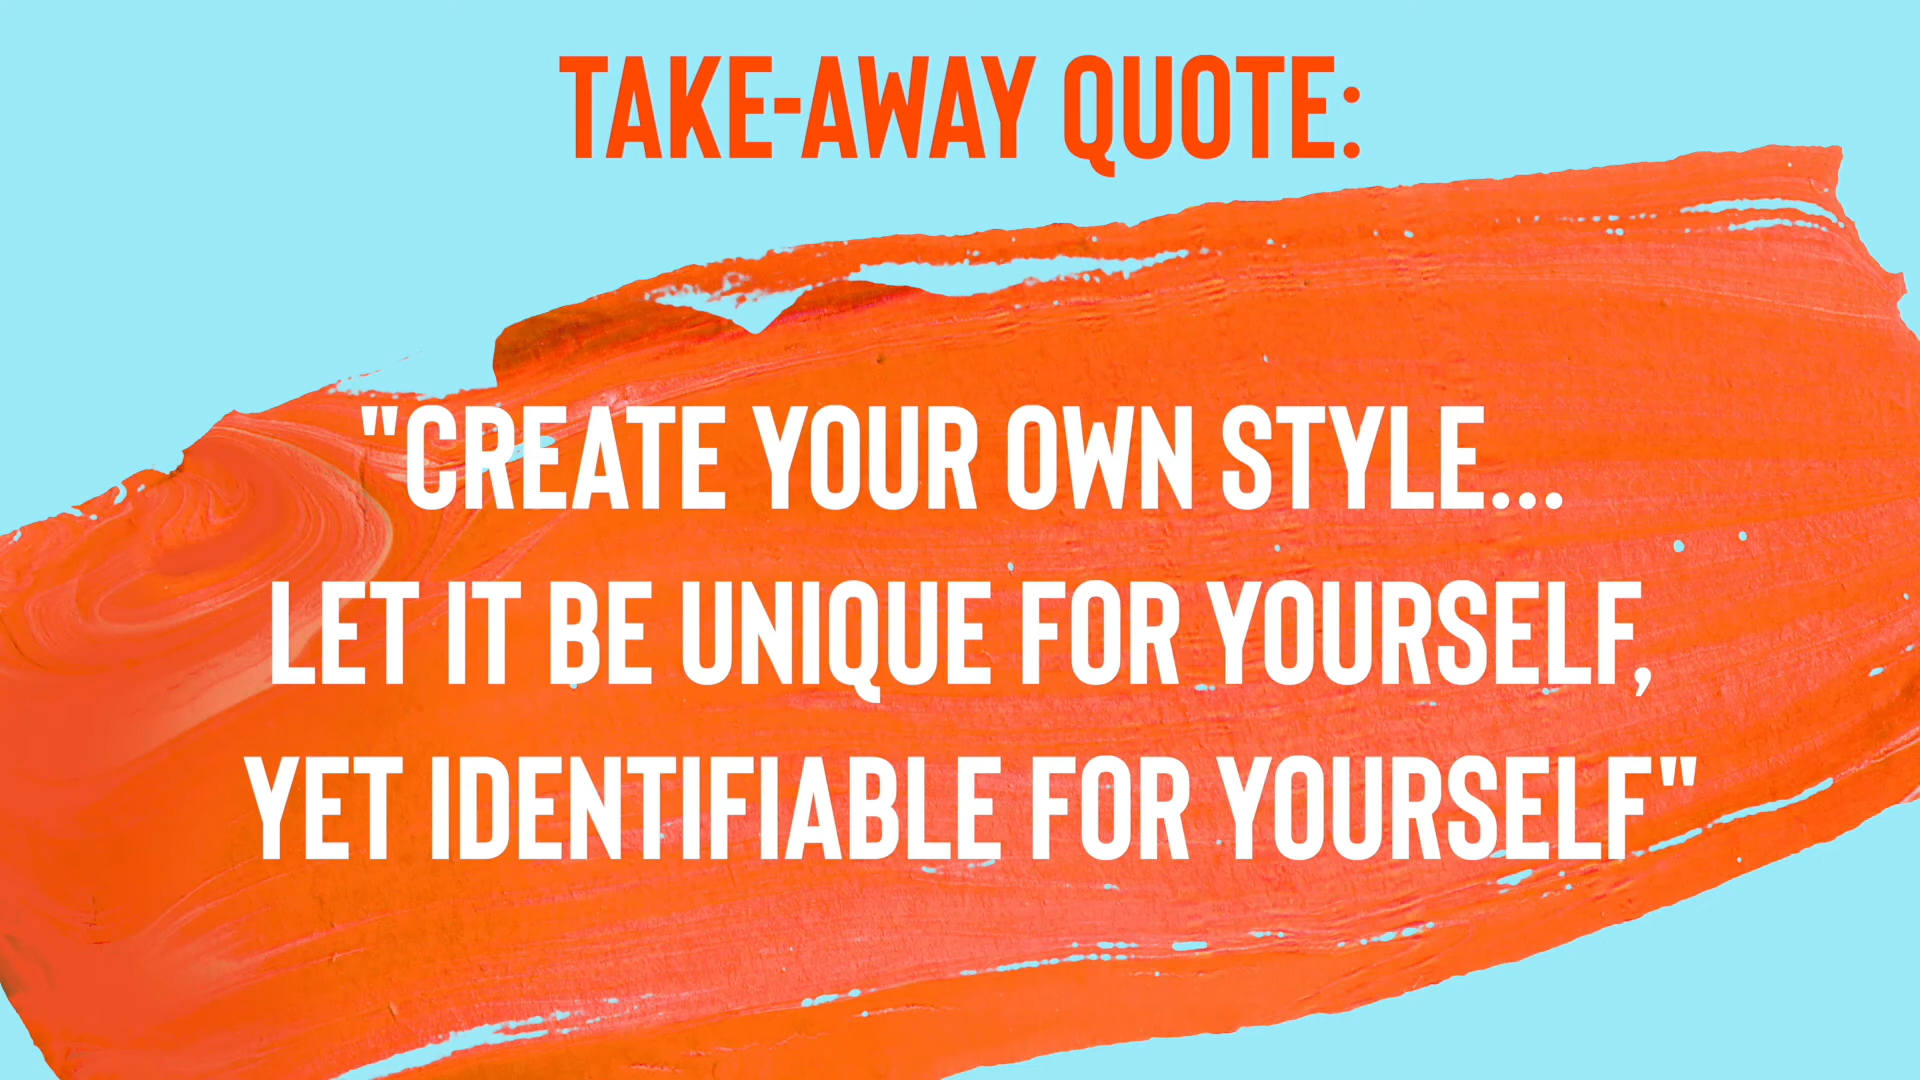 TAKE-AWAY QUOTE:
"CREATE YOUR OWN STYLE...
LET IT BE UNIQUE FOR YOURSELF,
YET IDENTIFIABLE FOR YOURSELF"